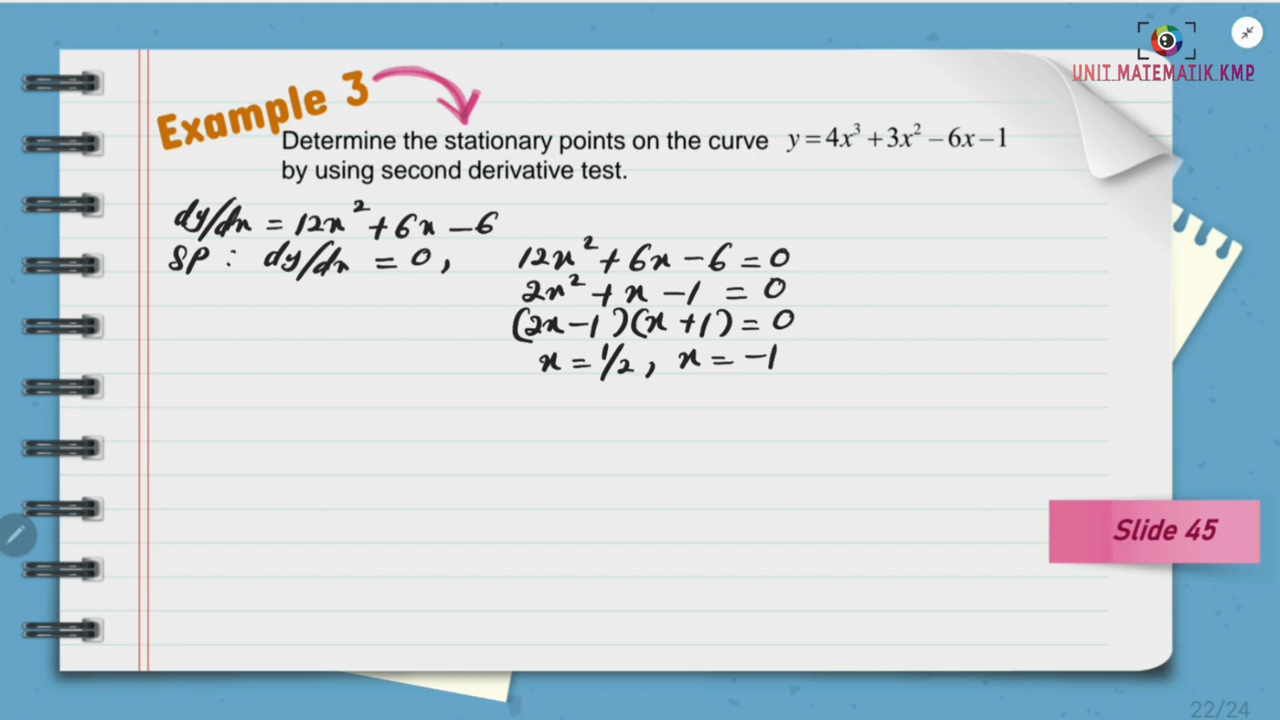 UNIT MATEMATIK KMP
Example 3
Determine the stationary points on the curve y = 4x³ + 3x² − 6x − 1
by using second derivative test.
dy/dx = 12x² + 6x − 6
SP : dy/dx = 0, 12x² + 6x − 6 = 0
2x² + x − 1 = 0
(2x − 1)(x + 1) = 0
x = 1/2, x = −1
Slide 45
22/24